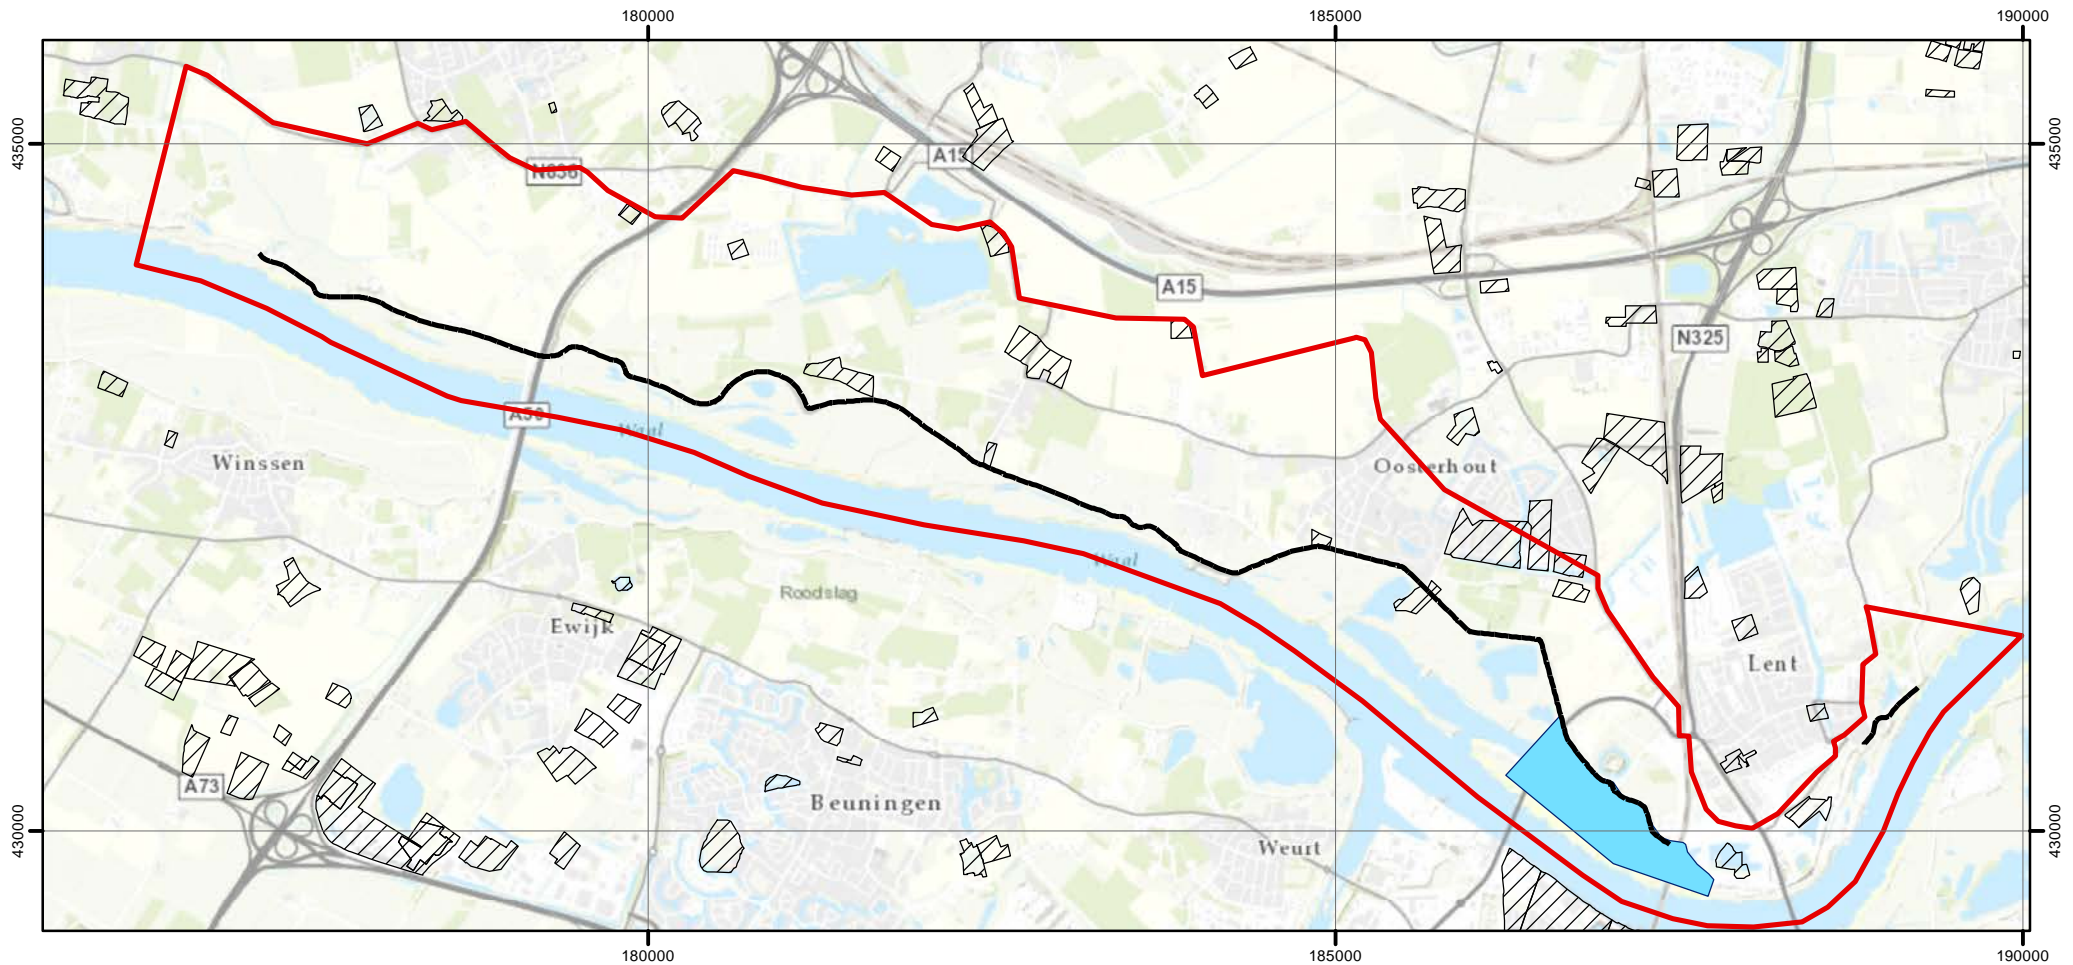 180000
185000
190000
435000
435000
A15
N836
A15
N325
A50
Waal
Winssen
Oosterhout
Waal
Roodslag
Ewijk
Lent
A73
Beuningen
Weurt
430000
430000
180000
185000
190000